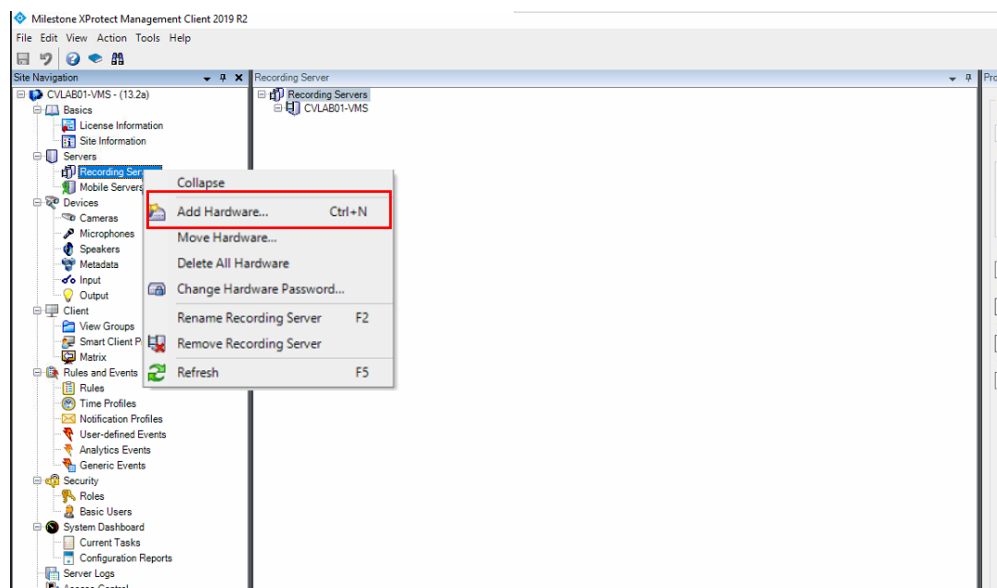 Milestone XProtect Management Client 2019 R2
File Edit View Action Tools Help
Site Navigation
Recording Server
CVLAB01-VMS - (13.2a)
Basics
License Information
Site Information
Servers
Recording Ser
Mobile Servers
Devices
Cameras
Microphones
Speakers
Metadata
Input
Output
Client
View Groups
Smart Client P
Matrix
Rules and Events
Rules
Time Profiles
Notification Profiles
User-defined Events
Analytics Events
Generic Events
Security
Roles
Basic Users
System Dashboard
Current Tasks
Configuration Reports
Server Logs
Access Control
Recording Servers
CVLAB01-VMS
Collapse
Add Hardware... Ctrl+N
Move Hardware...
Delete All Hardware
Change Hardware Password...
Rename Recording Server F2
Remove Recording Server
Refresh F5
Pro